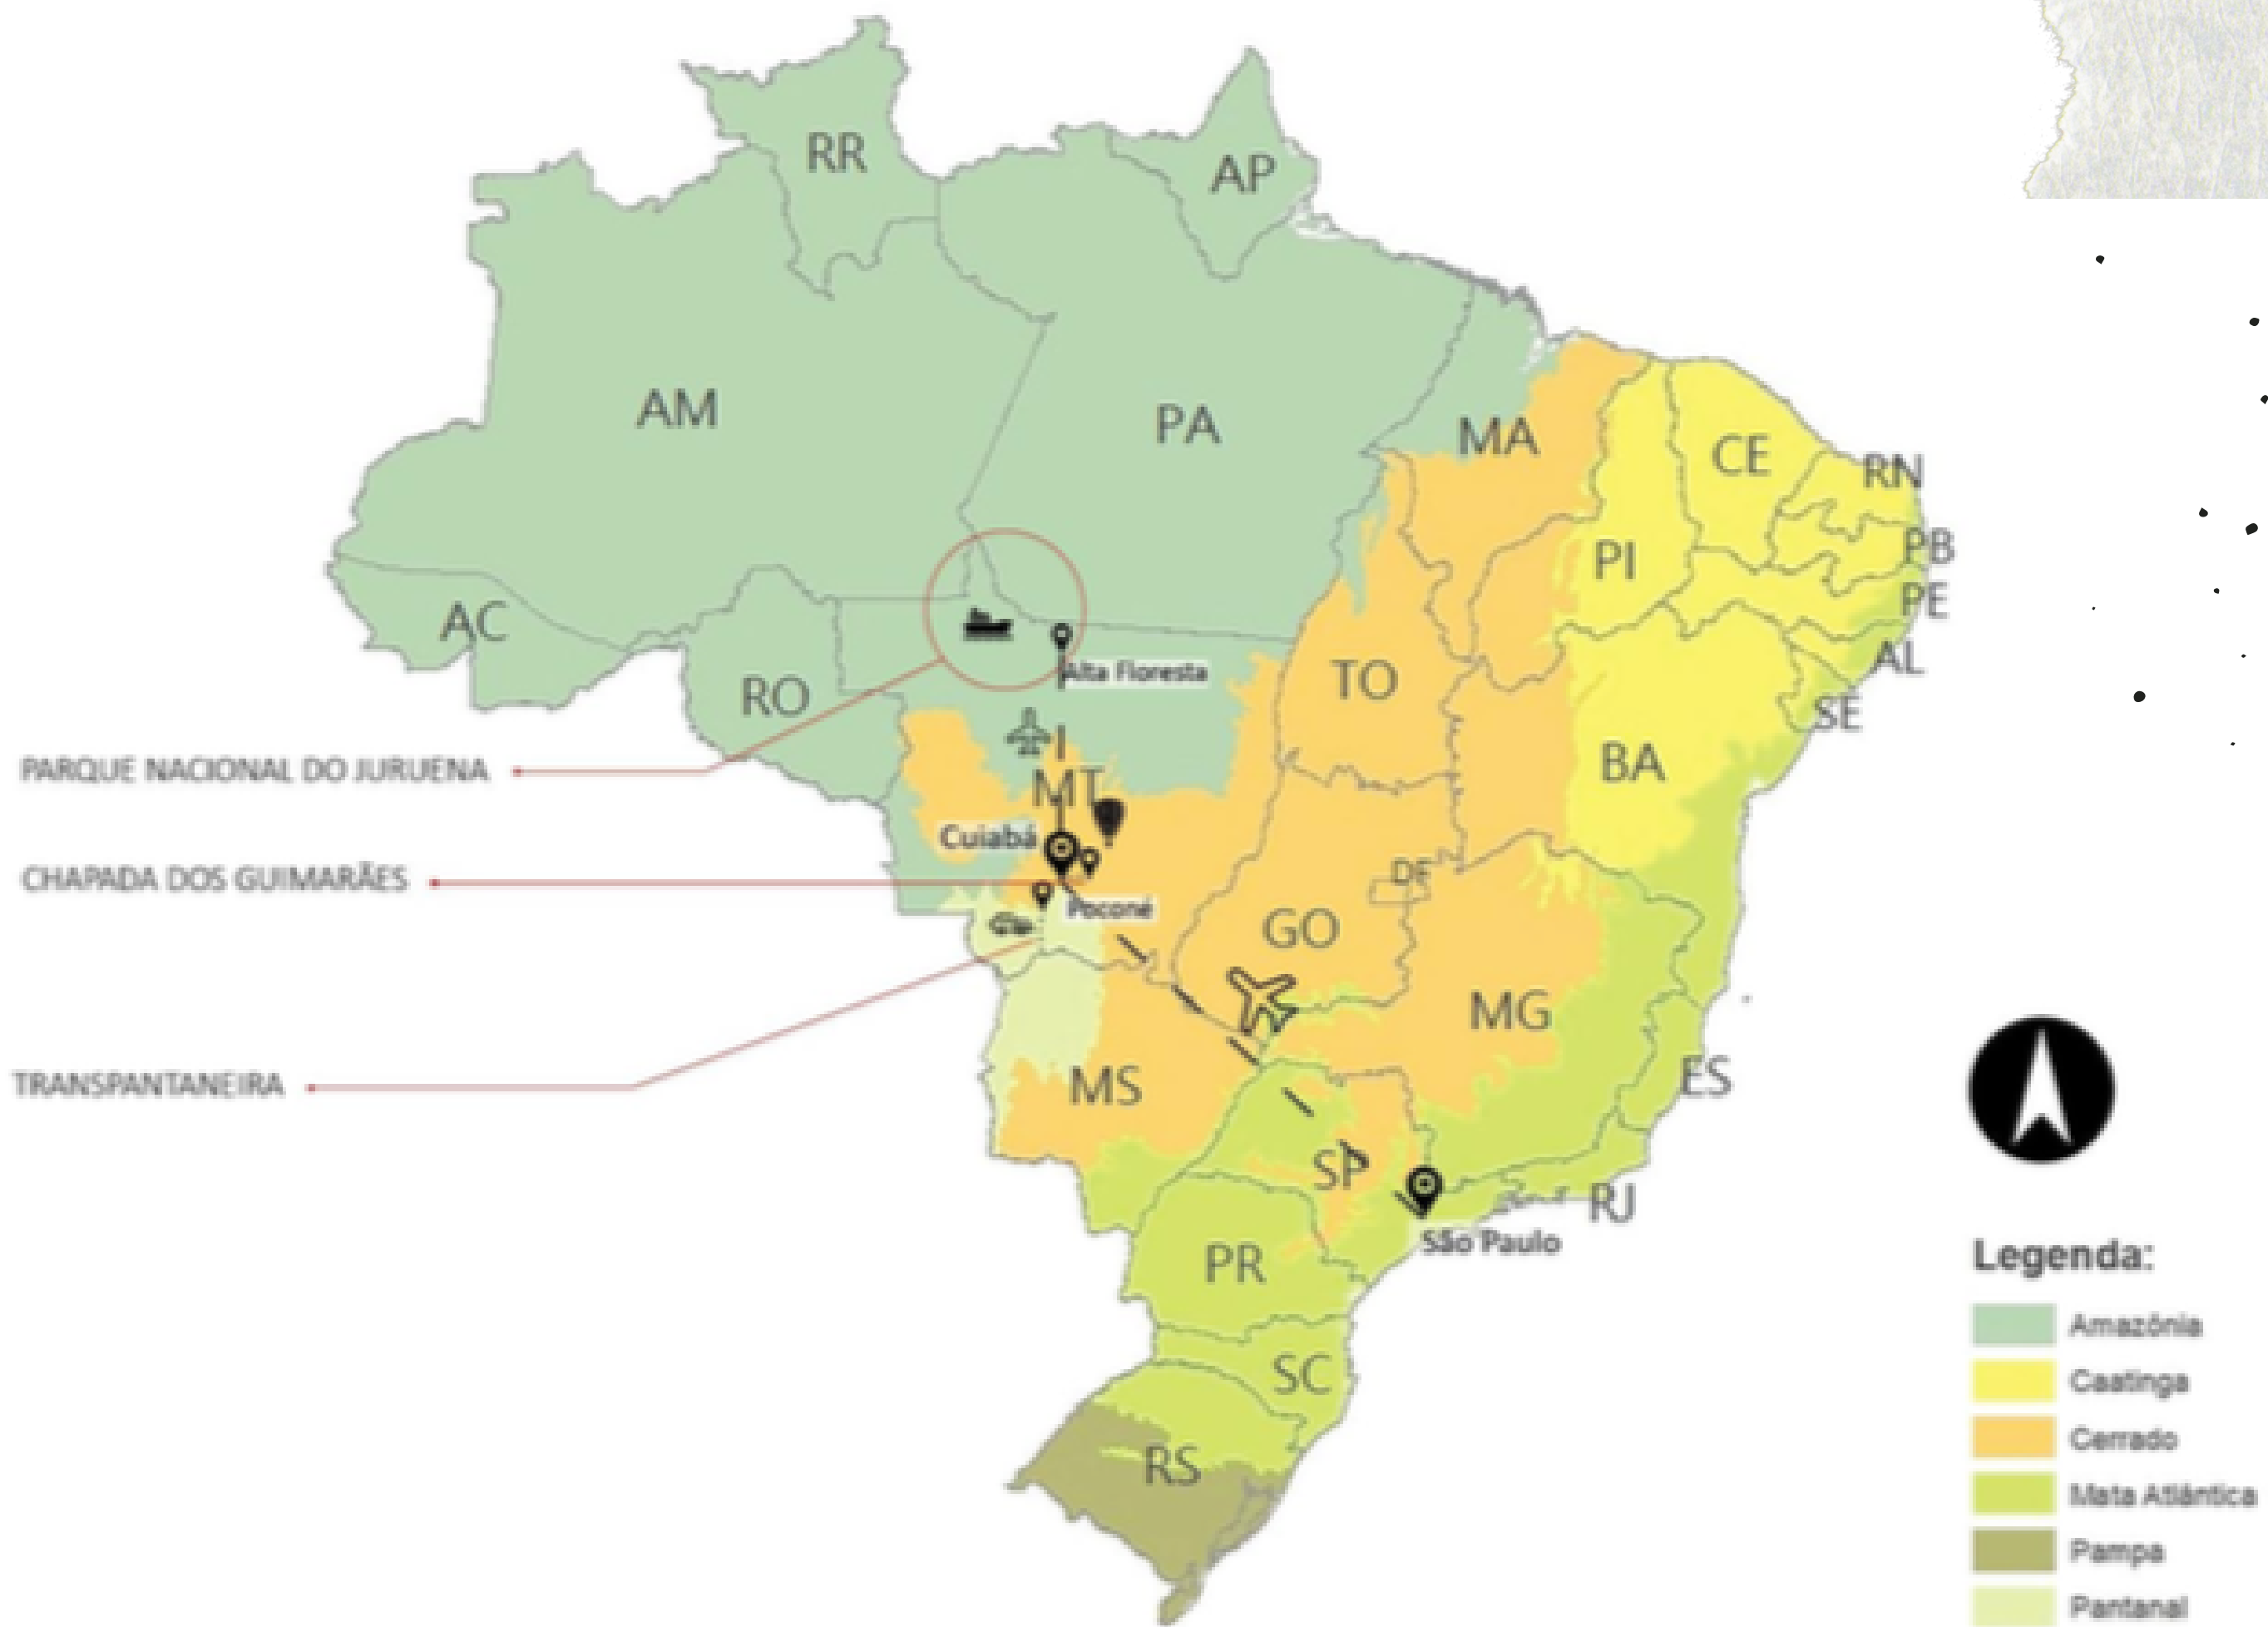 RR
AP
AM
PA
MA
CE
RN
PB
PI
PE
AC
AL
Alta Floresta
TO
RO
SE
BA
PARQUE NACIONAL DO JURUENA
MT
Cuiabá
CHAPADA DOS GUIMARÃES
DF
Poconé
GO
MG
TRANSPANTANEIRA
MS
ES
SP
RJ
São Paulo
PR
SC
RS
Legenda:
Amazônia
Caatinga
Cerrado
Mata Atlântica
Pampa
Pantanal